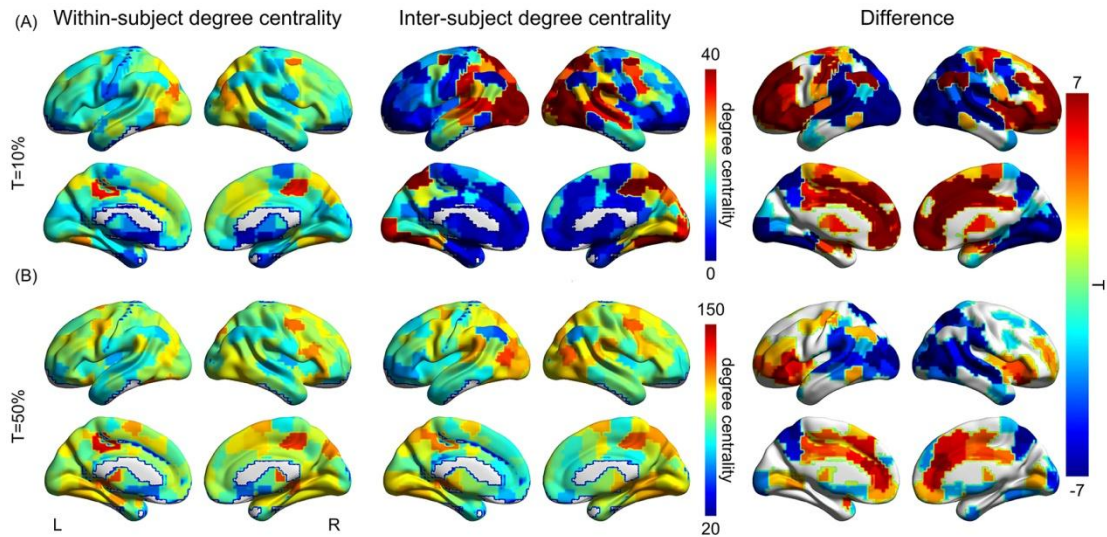 (A) Within-subject degree centrality Inter-subject degree centrality Difference
T=10%
40
degree centrality
0
7
T
-7
(B)
T=50%
150
degree centrality
20
L R